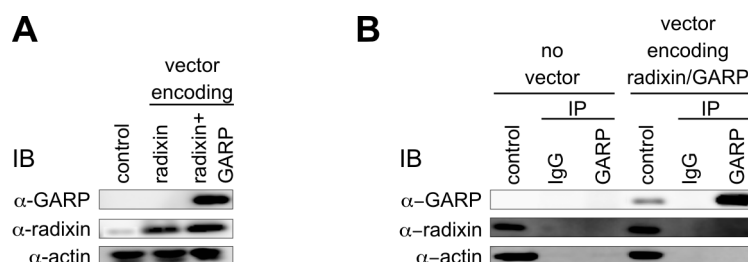 A
vector
encoding
control
radixin
radixin+
GARP
IB
α-GARP
α-radixin
α-actin
B
no
vector
vector
encoding
radixin/GARP
IP
IP
control
IgG
GARP
control
IgG
GARP
IB
α–GARP
α–radixin
α–actin